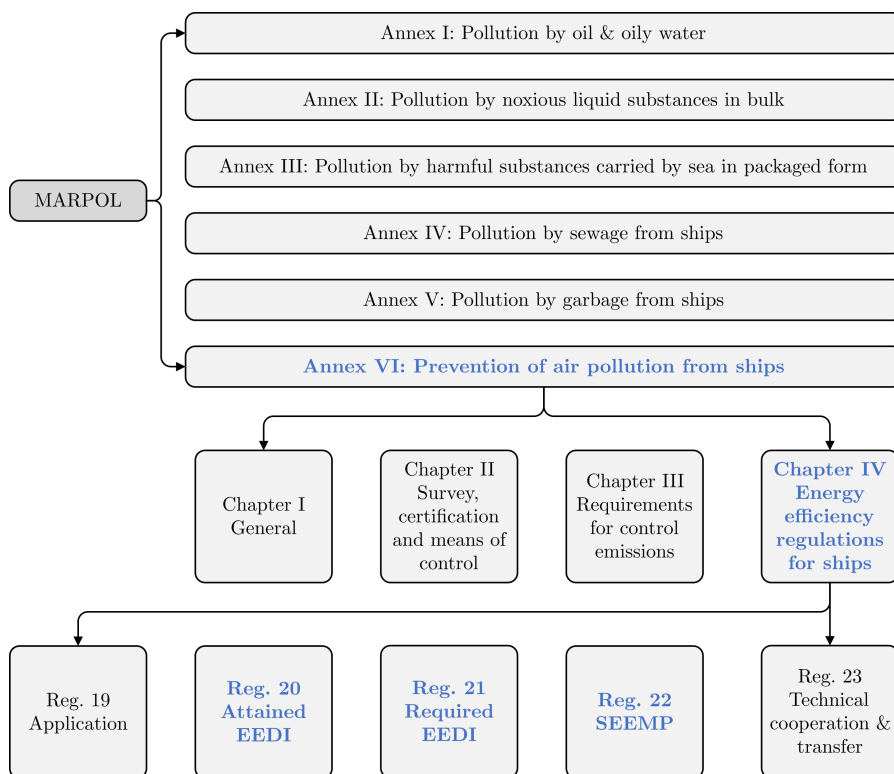 Annex I: Pollution by oil & oily water
Annex II: Pollution by noxious liquid substances in bulk
Annex III: Pollution by harmful substances carried by sea in packaged form
MARPOL
Annex IV: Pollution by sewage from ships
Annex V: Pollution by garbage from ships
Annex VI: Prevention of air pollution from ships
Chapter I
General
Chapter II
Survey,
certification
and means of
control
Chapter III
Requirements
for control
emissions
Chapter IV
Energy
efficiency
regulations
for ships
Reg. 19
Application
Reg. 20
Attained
EEDI
Reg. 21
Required
EEDI
Reg. 22
SEEMP
Reg. 23
Technical
cooperation &
transfer